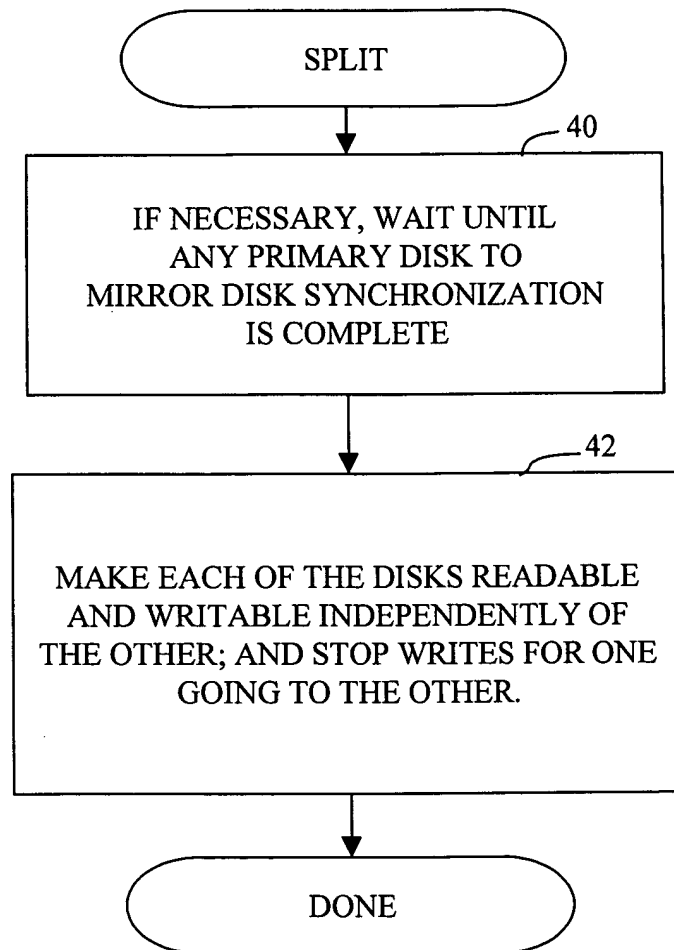 SPLIT
40
IF NECESSARY, WAIT UNTIL
ANY PRIMARY DISK TO
MIRROR DISK SYNCHRONIZATION
IS COMPLETE
42
MAKE EACH OF THE DISKS READABLE
AND WRITABLE INDEPENDENTLY OF
THE OTHER; AND STOP WRITES FOR ONE
GOING TO THE OTHER.
DONE